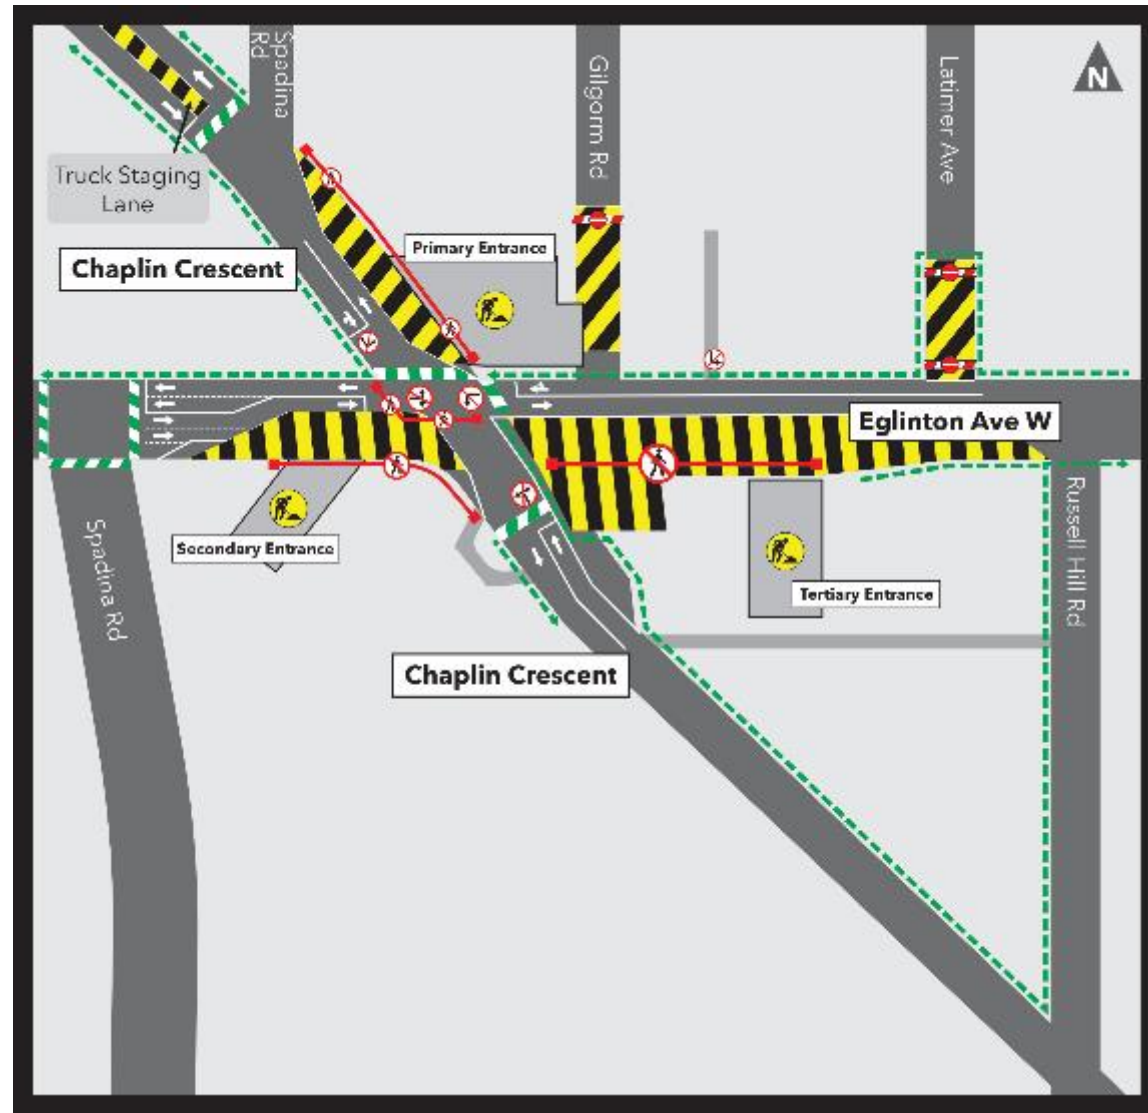 Spadina
Rd
Gilgorm Rd
Latimer Ave
N
Truck Staging
Lane
Chaplin Crescent
Primary Entrance
Eglinton Ave W
Spadina Rd
Secondary Entrance
Tertiary Entrance
Russell Hill Rd
Chaplin Crescent